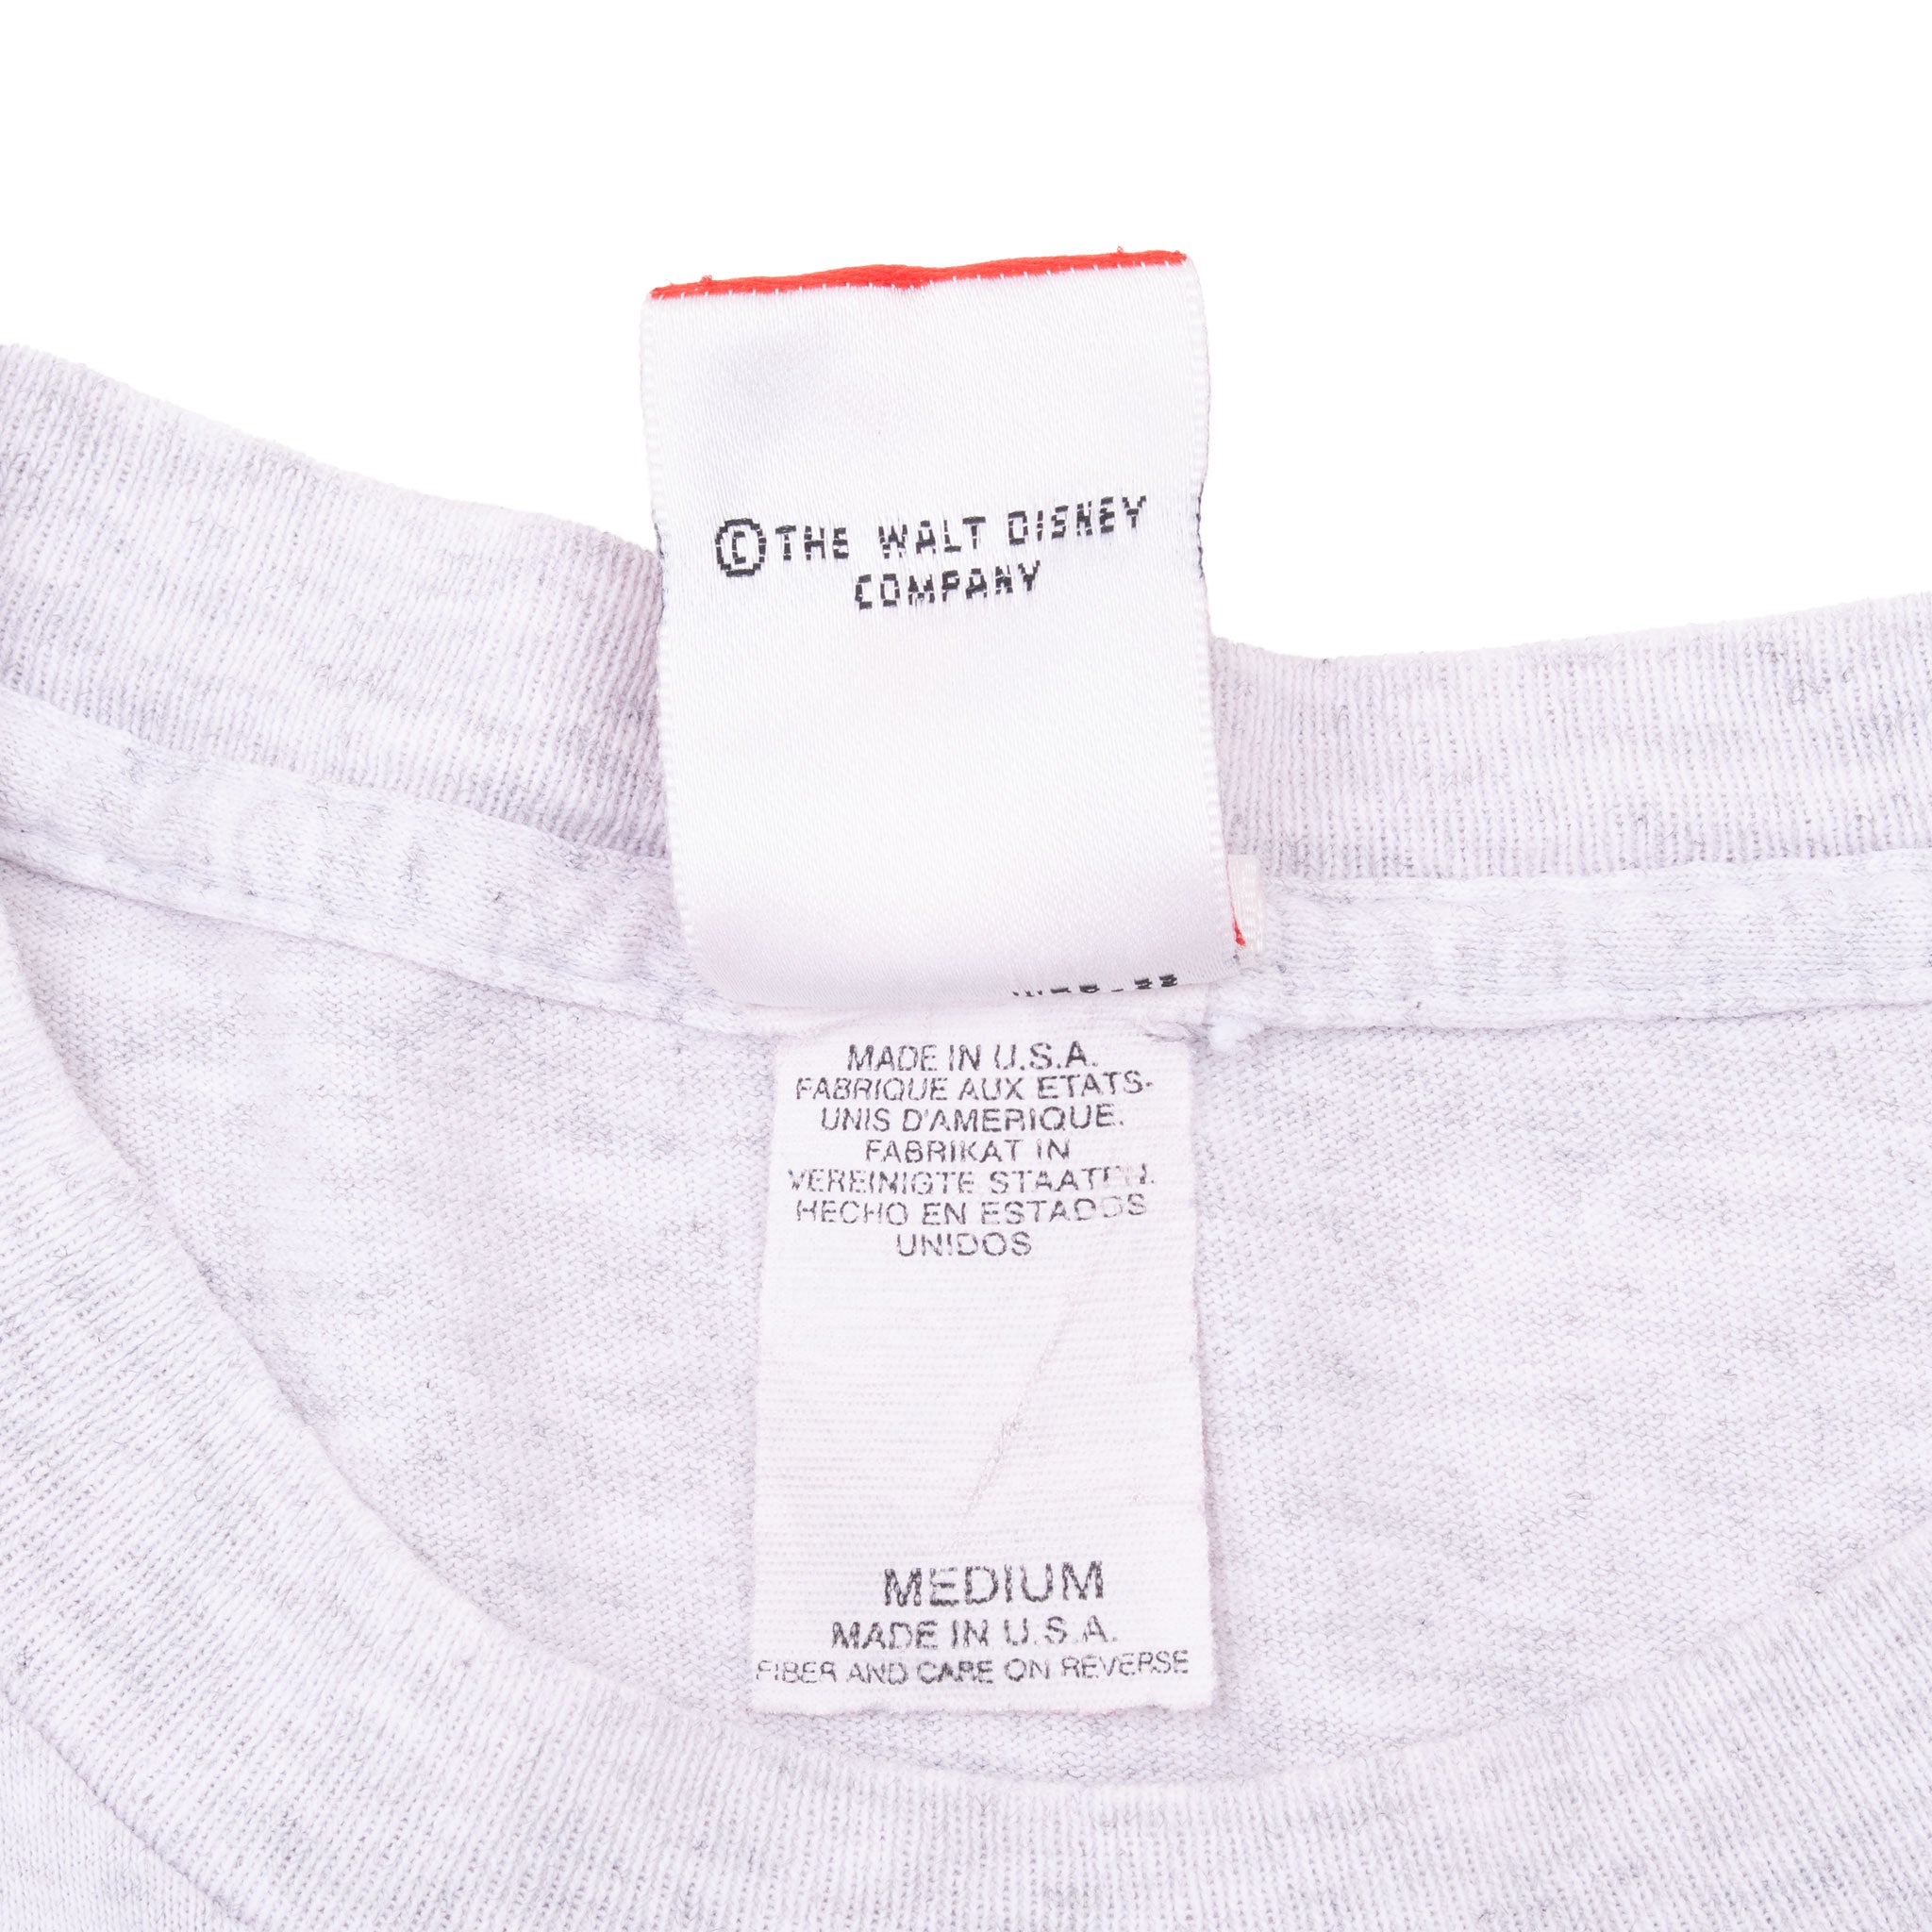 ©THE WALT DISNEY
COMPANY
MADE IN U.S.A.
FABRIQUE AUX ETATS-
UNIS D'AMERIQUE.
FABRIKAT IN
VEREINIGTE STAATEN.
HECHO EN ESTADOS
UNIDOS
MEDIUM
MADE IN U.S.A.
FIBER AND CARE ON REVERSE